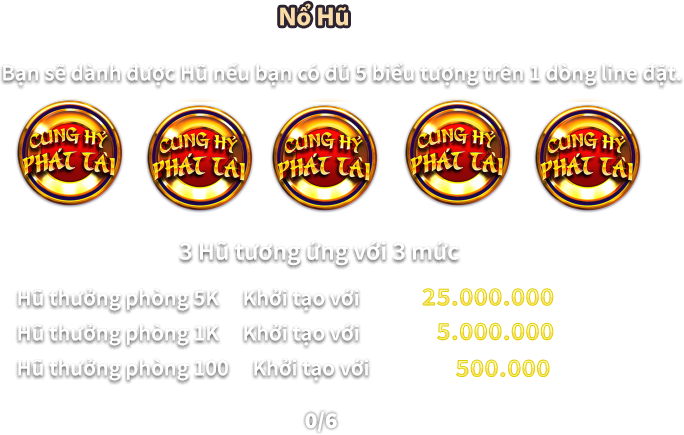 Nổ Hũ
Bạn sẽ dành được Hũ nếu bạn có đủ 5 biểu tượng trên 1 dòng line đặt.
CUNG HỶ PHÁT TÀI
CUNG HỶ PHÁT TÀI
CUNG HỶ PHÁT TÀI
CUNG HỶ PHÁT TÀI
CUNG HỶ PHÁT TÀI
3 Hũ tương ứng với 3 mức
Hũ thưởng phòng 5K Khởi tạo với 25.000.000
Hũ thưởng phòng 1K Khởi tạo với 5.000.000
Hũ thưởng phòng 100 Khởi tạo với 500.000
0/6